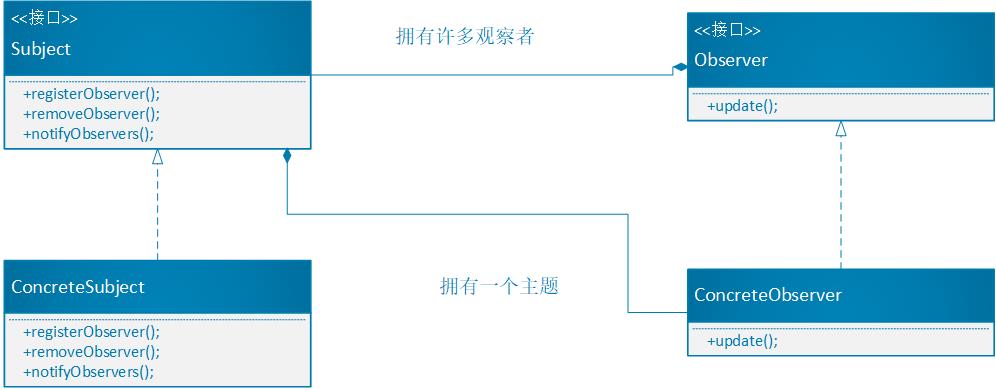 <<接口>>
Subject
+registerObserver();
+removeObserver();
+notifyObservers();
拥有许多观察者
<<接口>>
Observer
+update();
ConcreteSubject
+registerObserver();
+removeObserver();
+notifyObservers();
拥有一个主题
ConcreteObserver
+update();